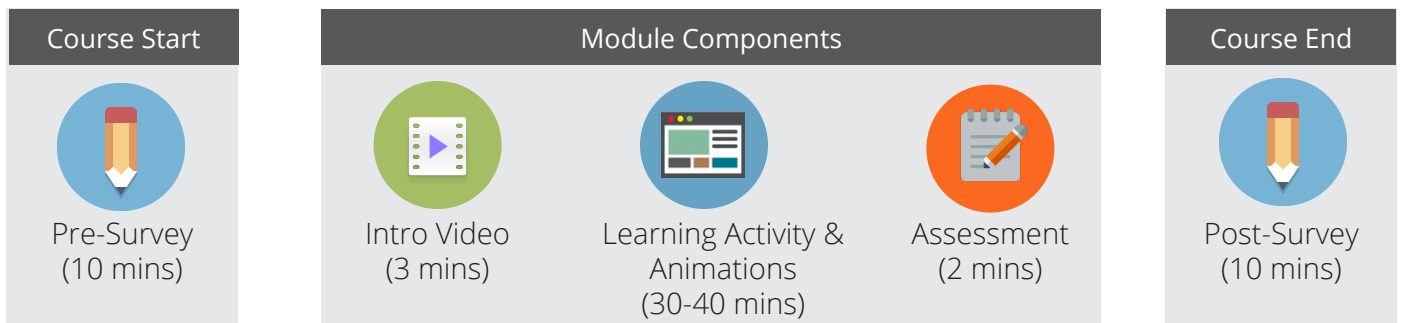 Course Start
Pre-Survey
(10 mins)
Module Components
Intro Video
(3 mins)
Learning Activity &
Animations
(30-40 mins)
Assessment
(2 mins)
Course End
Post-Survey
(10 mins)